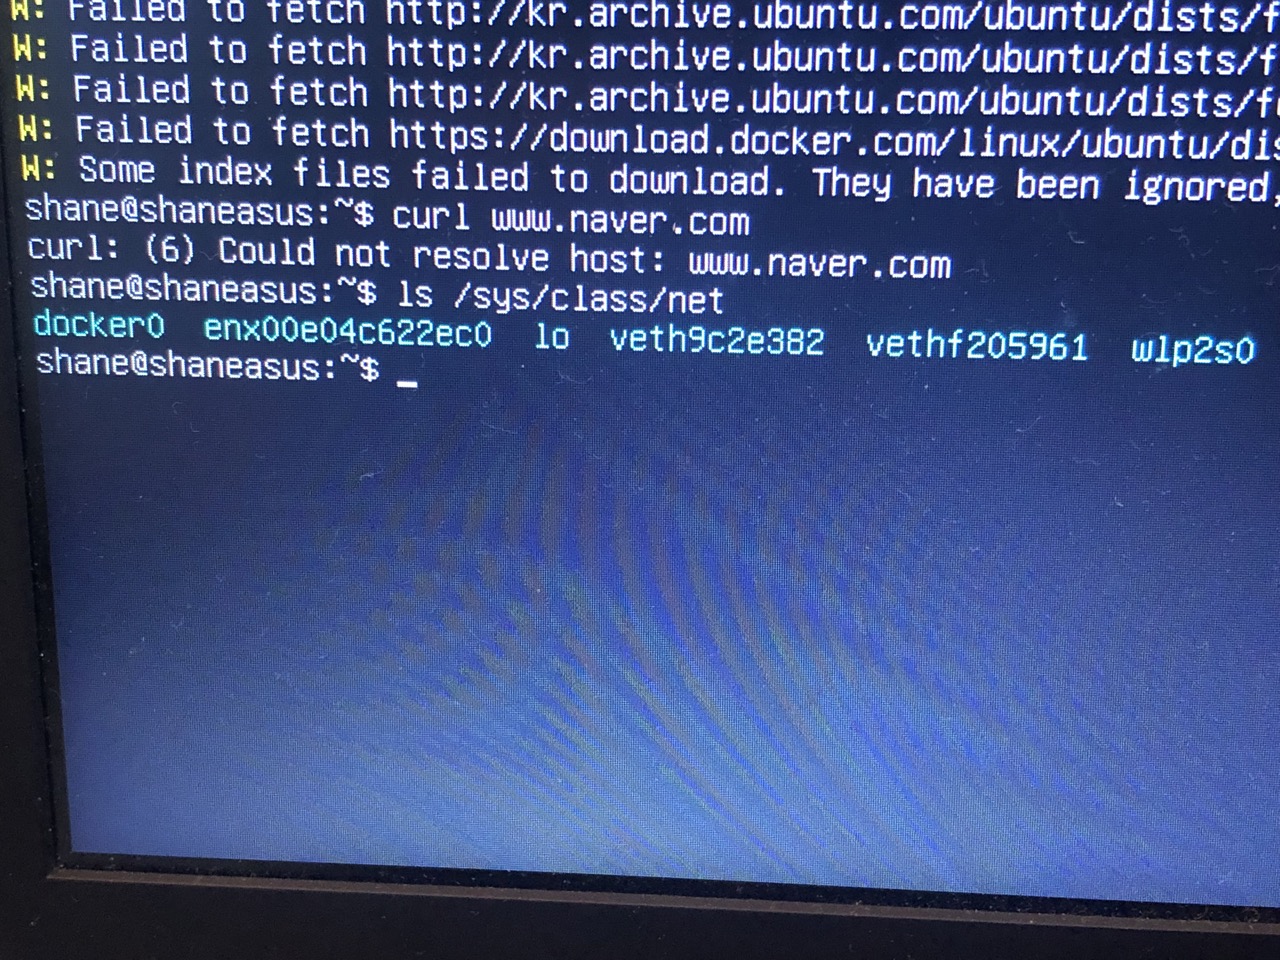 W: Failed to fetch http://kr.archive.ubuntu.com/ubuntu/dists/f
W: Failed to fetch http://kr.archive.ubuntu.com/ubuntu/dists/f
W: Failed to fetch http://kr.archive.ubuntu.com/ubuntu/dists/f
W: Failed to fetch https://download.docker.com/linux/ubuntu/dis
W: Some index files failed to download. They have been ignored,
shane@shaneasus:~$ curl www.naver.com
curl: (6) Could not resolve host: www.naver.com
shane@shaneasus:~$ ls /sys/class/net
docker0 enx00e04c622ec0 lo veth9c2e382 vethf205961 wlp2s0
shane@shaneasus:~$ _